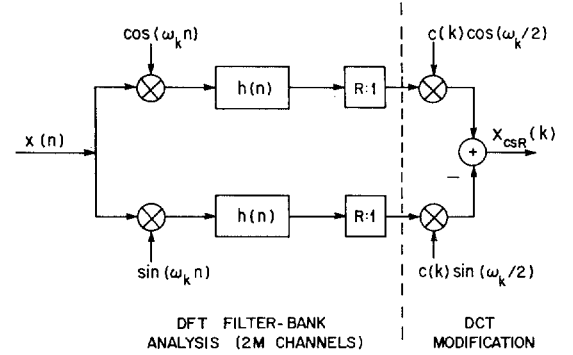 cos(ω_k n)
c(k)cos(ω_k/2)
h(n)
R:1
x(n)
+
X_csR(k)
−
h(n)
R:1
sin(ω_k n)
c(k)sin(ω_k/2)
DFT FILTER-BANK
ANALYSIS (2M CHANNELS)
DCT
MODIFICATION